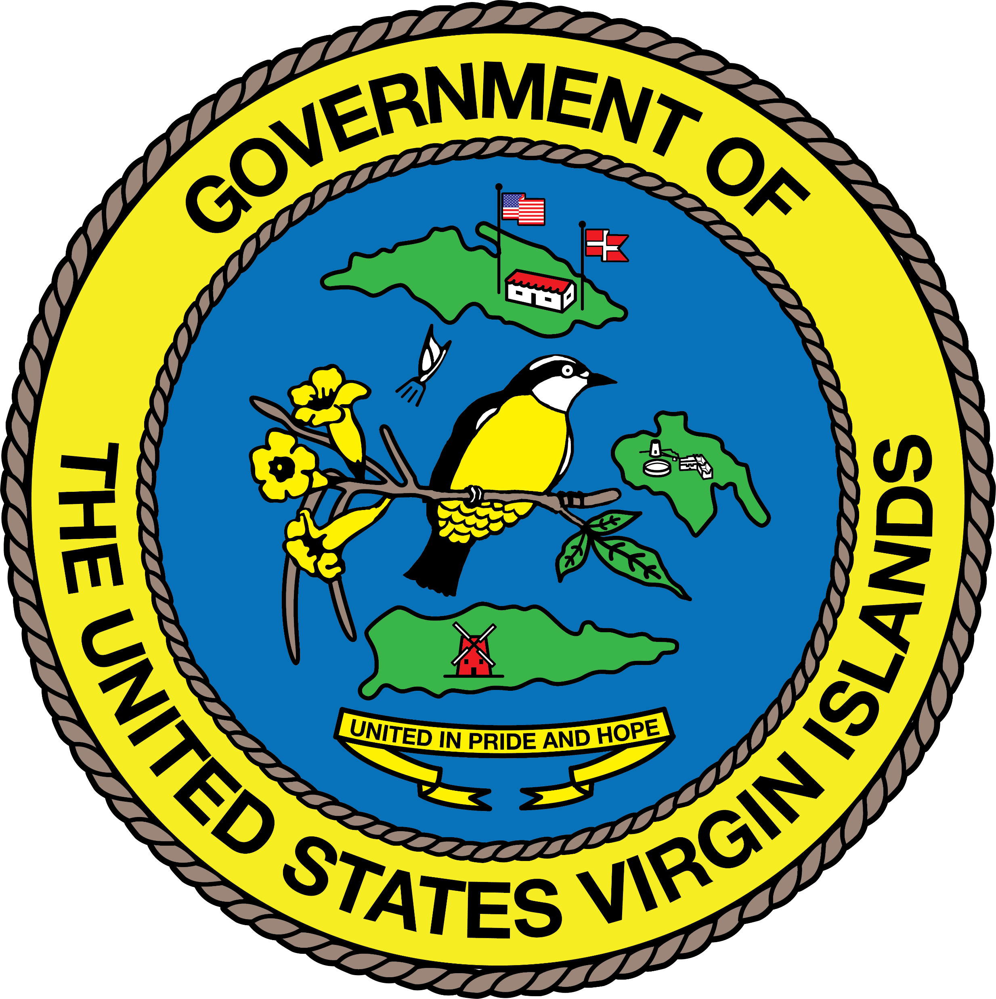 GOVERNMENT OF
THE UNITED STATES VIRGIN ISLANDS
UNITED IN PRIDE AND HOPE